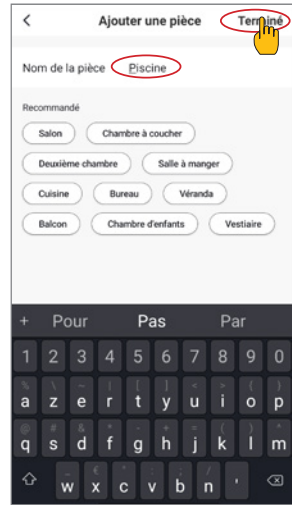 < Ajouter une pièce Terminé
Nom de la pièce Piscine
Recommandé
Salon Chambre à coucher
Deuxième chambre Salle à manger
Cuisine Bureau Véranda
Balcon Chambre d'enfants Vestiaire
+ Pour Pas Par
1 2 3 4 5 6 7 8 9 0
a z e r t y u i o p
q s d f g h j k l m
w x c v b n '